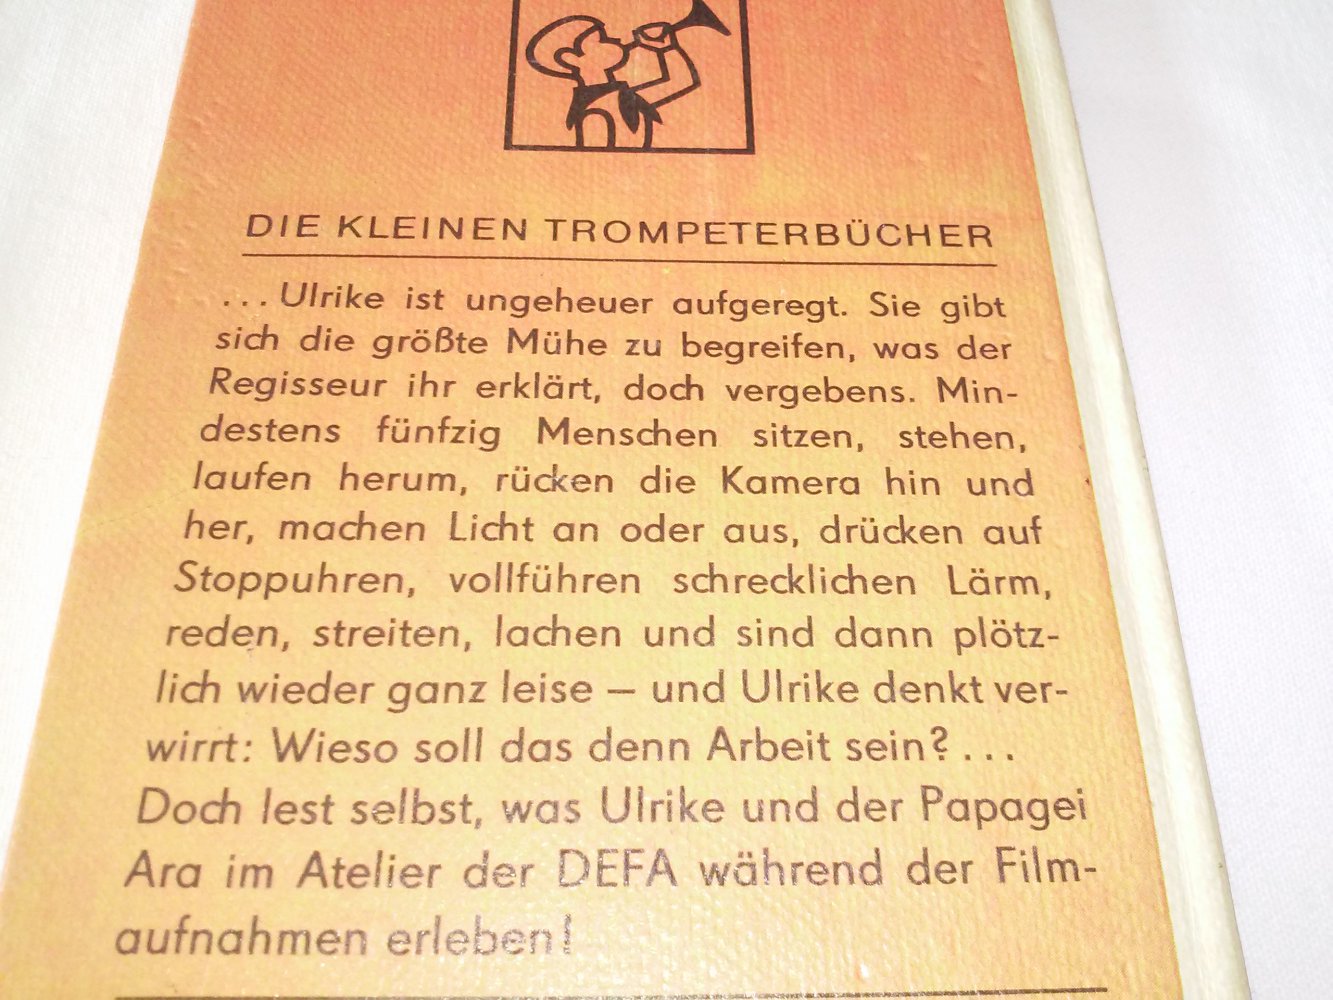 DIE KLEINEN TROMPETERBÜCHER
... Ulrike ist ungeheuer aufgeregt. Sie gibt
sich die größte Mühe zu begreifen, was der
Regisseur ihr erklärt, doch vergebens. Min-
destens fünfzig Menschen sitzen, stehen,
laufen herum, rücken die Kamera hin und
her, machen Licht an oder aus, drücken auf
Stoppuhren, vollführen schrecklichen Lärm,
reden, streiten, lachen und sind dann plötz-
lich wieder ganz leise – und Ulrike denkt ver-
wirrt: Wieso soll das denn Arbeit sein? ...
Doch lest selbst, was Ulrike und der Papagei
Ara im Atelier der DEFA während der Film-
aufnahmen erleben!